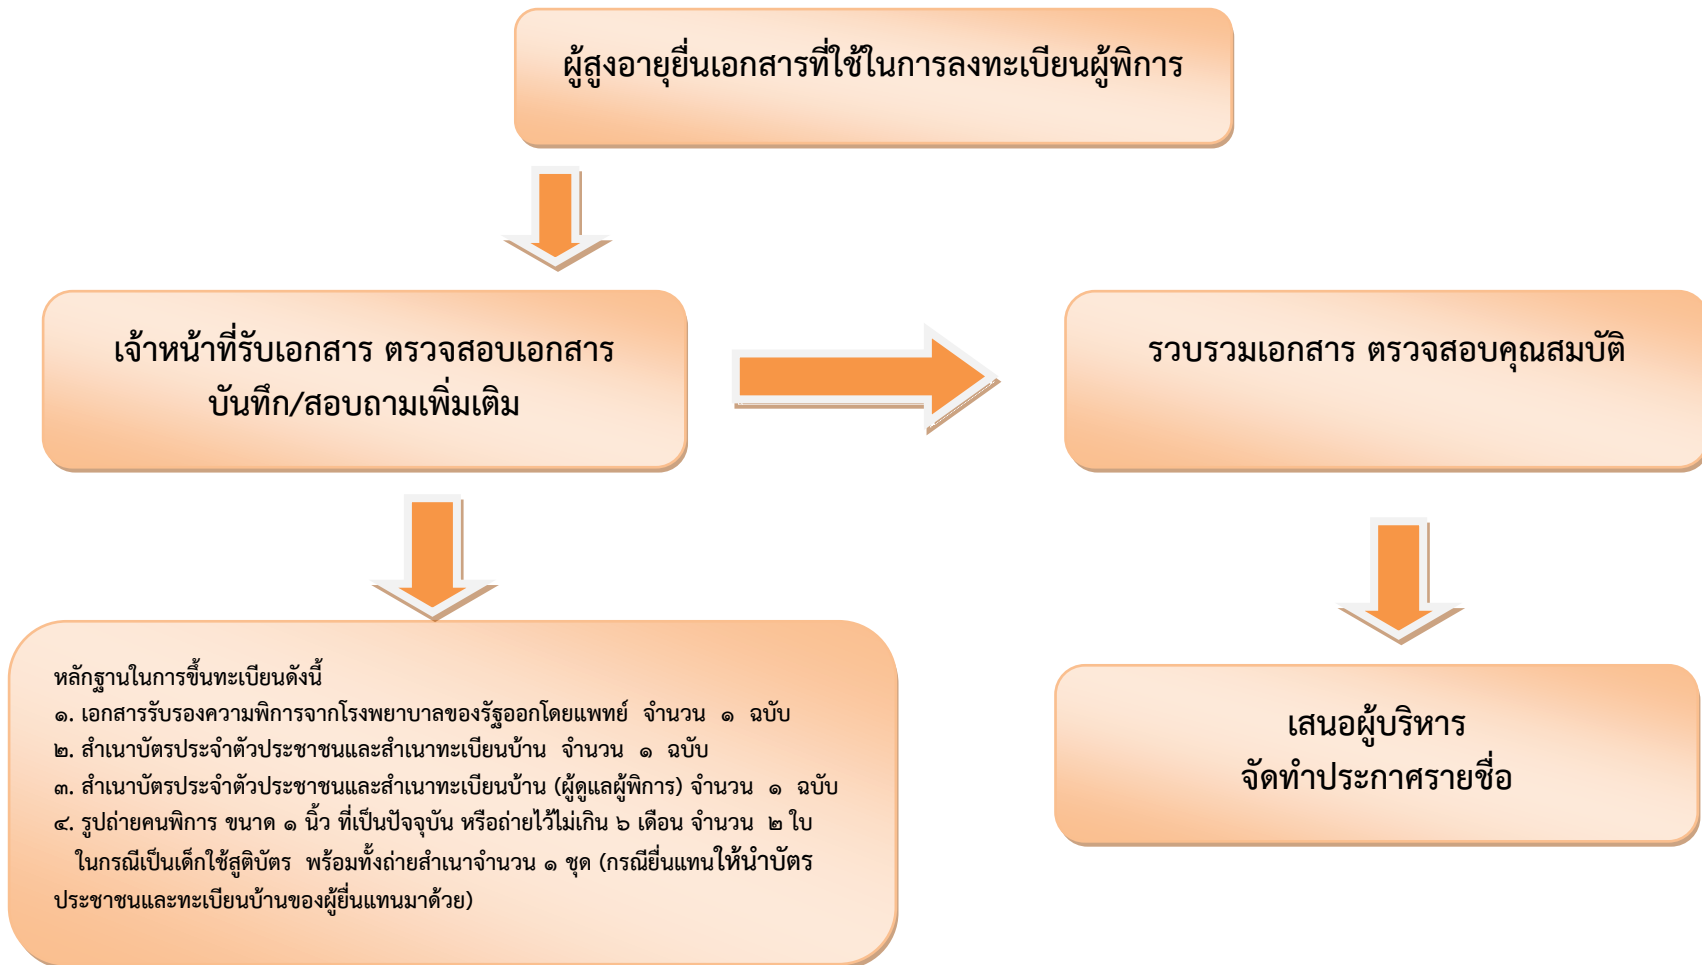 ผู้สูงอายุยื่นเอกสารที่ใช้ในการลงทะเบียนผู้พิการ
เจ้าหน้าที่รับเอกสาร ตรวจสอบเอกสาร
บันทึก/สอบถามเพิ่มเติม
รวบรวมเอกสาร ตรวจสอบคุณสมบัติ
หลักฐานในการขึ้นทะเบียนดังนี้
๑. เอกสารรับรองความพิการจากโรงพยาบาลของรัฐออกโดยแพทย์ จำนวน ๑ ฉบับ
๒. สำเนาบัตรประจำตัวประชาชนและสำเนาทะเบียนบ้าน จำนวน ๑ ฉบับ
๓. สำเนาบัตรประจำตัวประชาชนและสำเนาทะเบียนบ้าน (ผู้ดูแลผู้พิการ) จำนวน ๑ ฉบับ
๔. รูปถ่ายคนพิการ ขนาด ๑ นิ้ว ที่เป็นปัจจุบัน หรือถ่ายไว้ไม่เกิน ๖ เดือน จำนวน ๒ ใบ
ในกรณีเป็นเด็กใช้สูติบัตร พร้อมทั้งถ่ายสำเนาจำนวน ๑ ชุด (กรณียื่นแทนให้นำบัตร
ประชาชนและทะเบียนบ้านของผู้ยื่นแทนมาด้วย)
เสนอผู้บริหาร
จัดทำประกาศรายชื่อ